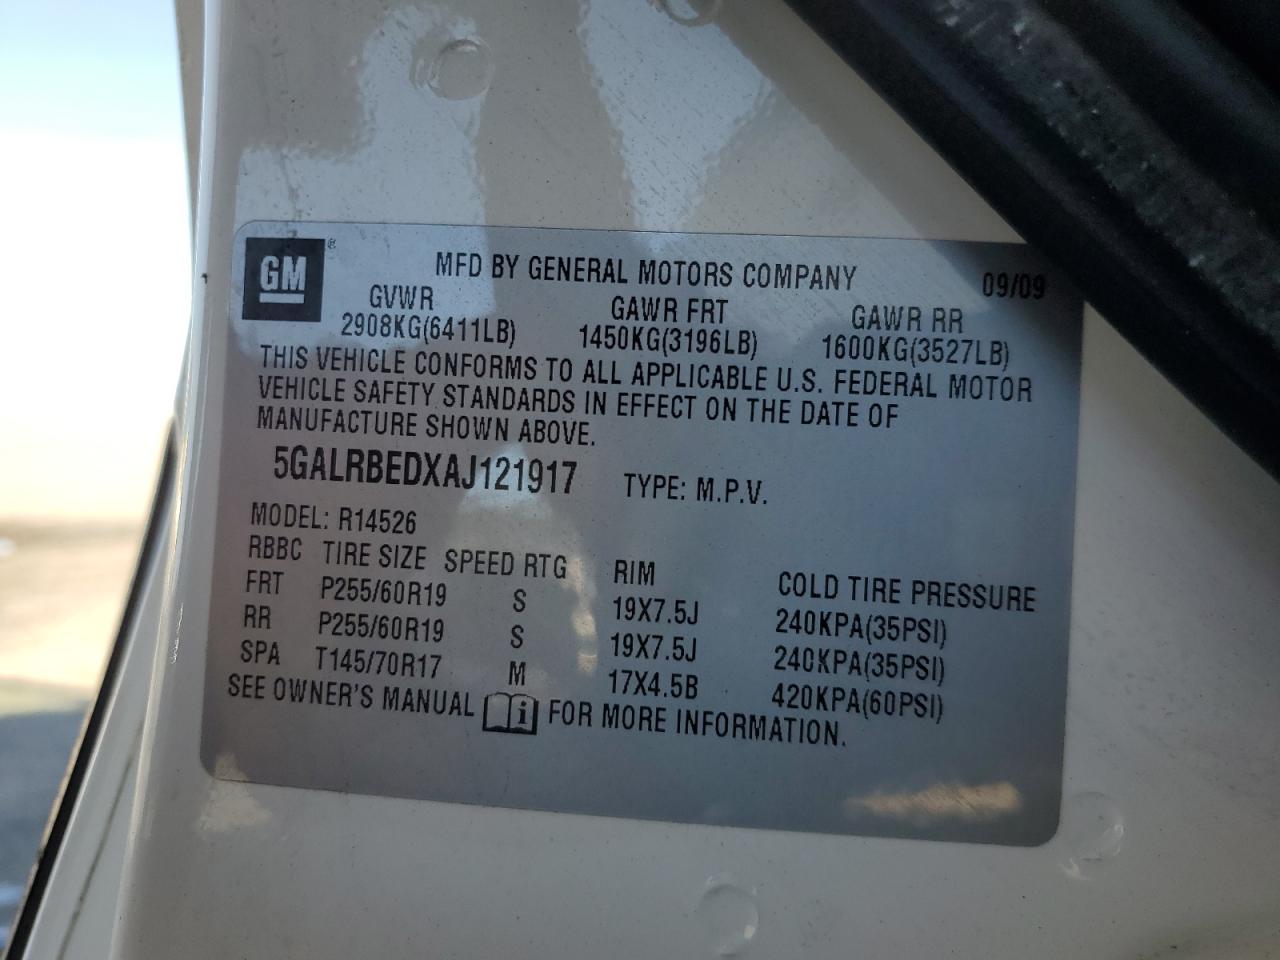 GM ®
MFD BY GENERAL MOTORS COMPANY 09/09
GVWR GAWR FRT GAWR RR
2908KG(6411LB) 1450KG(3196LB) 1600KG(3527LB)
THIS VEHICLE CONFORMS TO ALL APPLICABLE U.S. FEDERAL MOTOR
VEHICLE SAFETY STANDARDS IN EFFECT ON THE DATE OF
MANUFACTURE SHOWN ABOVE.
5GALRBEDXAJ121917 TYPE: M.P.V.
MODEL: R14526
RBBC TIRE SIZE SPEED RTG RIM COLD TIRE PRESSURE
FRT P255/60R19 S 19X7.5J 240KPA(35PSI)
RR P255/60R19 S 19X7.5J 240KPA(35PSI)
SPA T145/70R17 M 17X4.5B 420KPA(60PSI)
SEE OWNER'S MANUAL i FOR MORE INFORMATION.